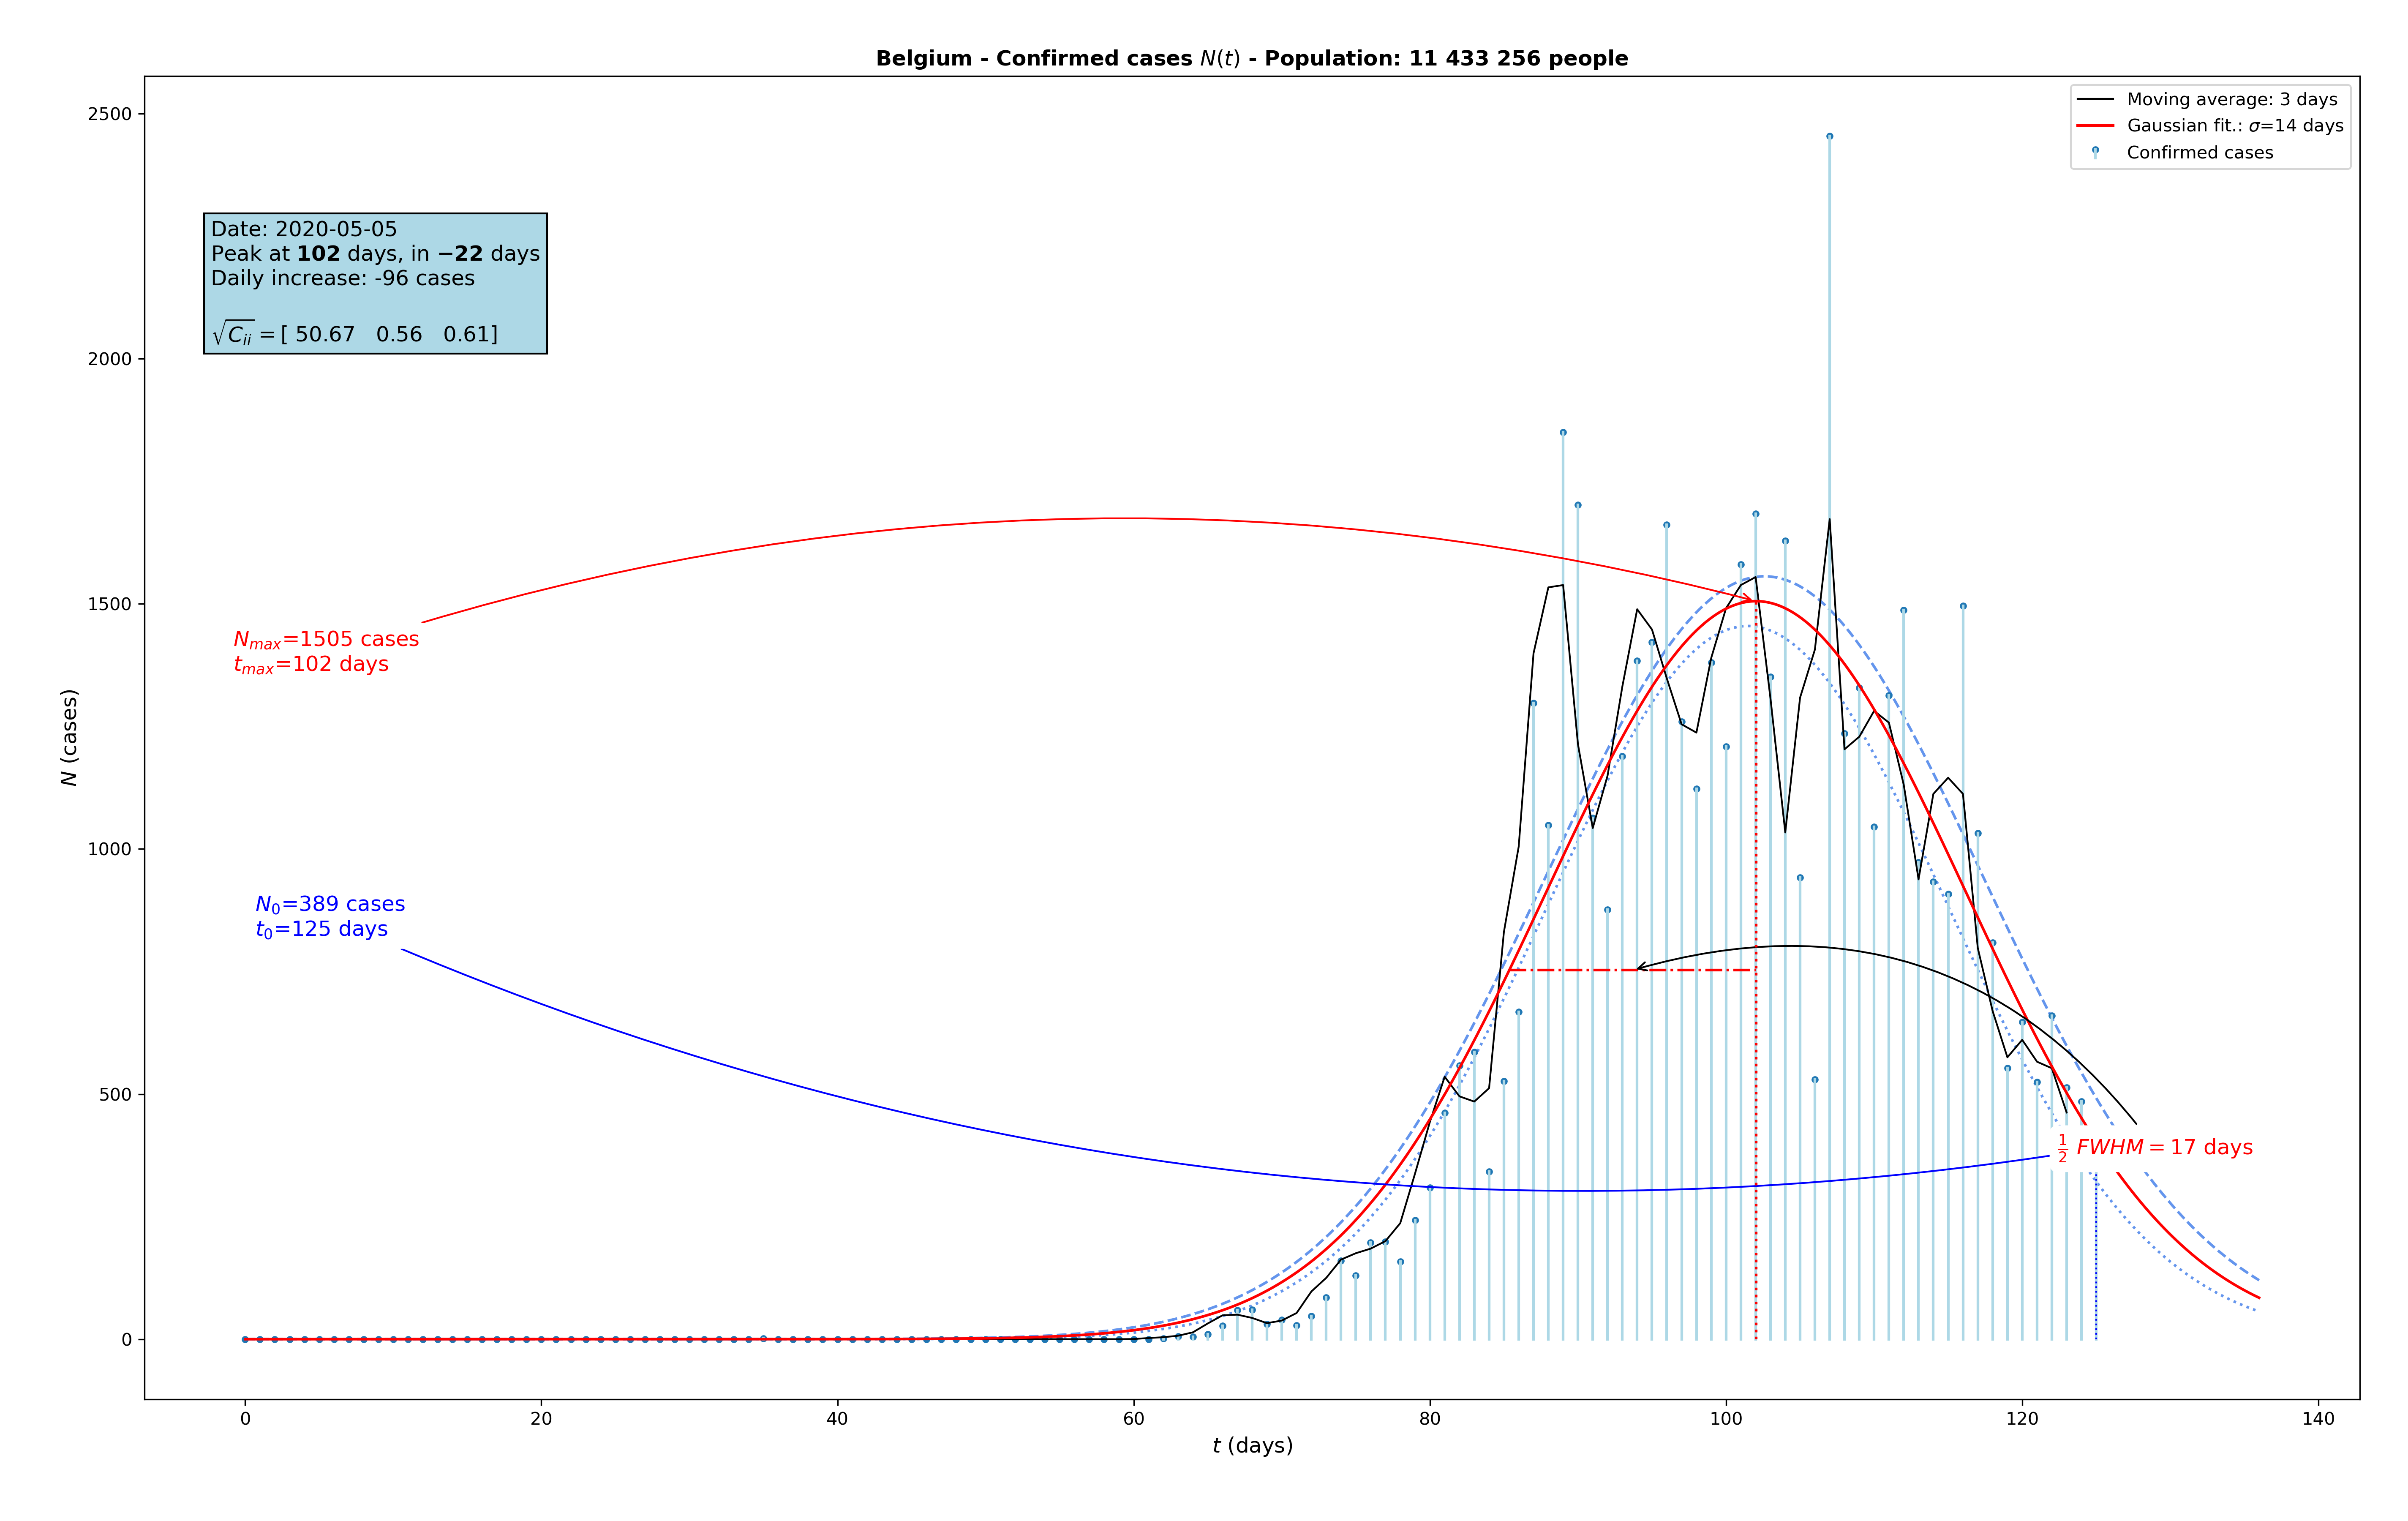 Belgium - Confirmed cases N(t) - Population: 11 433 256 people
Moving average: 3 days
Gaussian fit.: σ=14 days
Confirmed cases
Date: 2020-05-05
Peak at 102 days, in −22 days
Daily increase: -96 cases
√C_ii = [ 50.67 0.56 0.61]
N_max=1505 cases
t_max=102 days
N_0=389 cases
t_0=125 days
1/2 FWHM = 17 days
N (cases)
2500
2000
1500
1000
500
0
0 20 40 60 80 100 120 140
t (days)